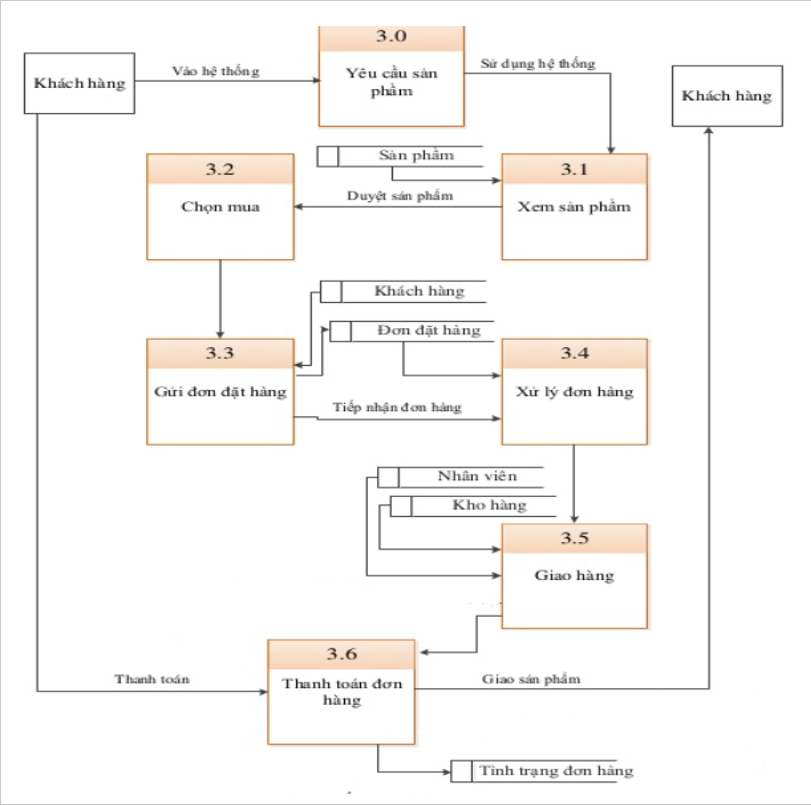 3.0
Yêu cầu sản
phẩm
Khách hàng
Vào hệ thống
Sử dụng hệ thống
Khách hàng
Sản phẩm
3.2
Chọn mua
Duyệt sản phẩm
3.1
Xem sản phẩm
Khách hàng
Đơn đặt hàng
3.3
Gửi đơn đặt hàng
3.4
Xử lý đơn hàng
Tiếp nhận đơn hàng
Nhân viên
Kho hàng
3.5
Giao hàng
3.6
Thanh toán đơn
hàng
Thanh toán
Giao sản phẩm
Tình trạng đơn hàng